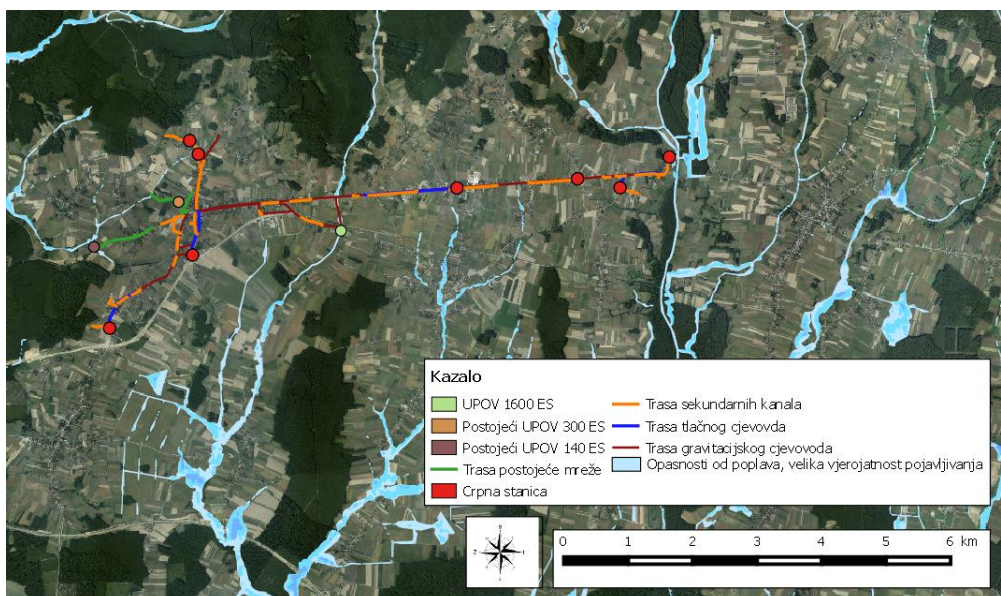 Kazalo
UPOV 1600 ES
Postojeći UPOV 300 ES
Postojeći UPOV 140 ES
Trasa postojeće mreže
Crpna stanica
Trasa sekundarnih kanala
Trasa tlačnog cjevovda
Trasa gravitacijskog cjevovoda
Opasnosti od poplava, velika vjerojatnost pojavljivanja
0 1 2 3 4 5 6 km